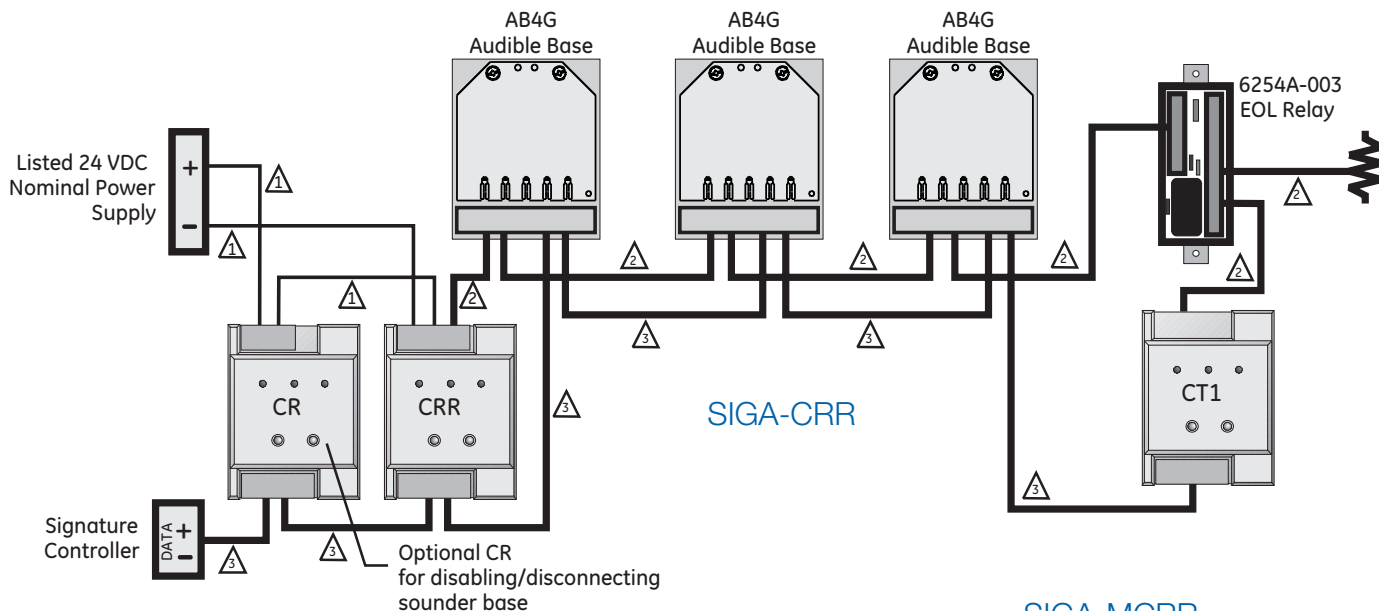 AB4G
Audible Base
AB4G
Audible Base
AB4G
Audible Base
6254A-003
EOL Relay
Listed 24 VDC
Nominal Power
Supply
+
-
1
1
1
2
2
2
2
2
2
3
3
3
3
3
3
CR
CRR
CT1
SIGA-CRR
Signature
Controller
DATA
+
-
Optional CR
for disabling/disconnecting
sounder base
SIGA-MCRR